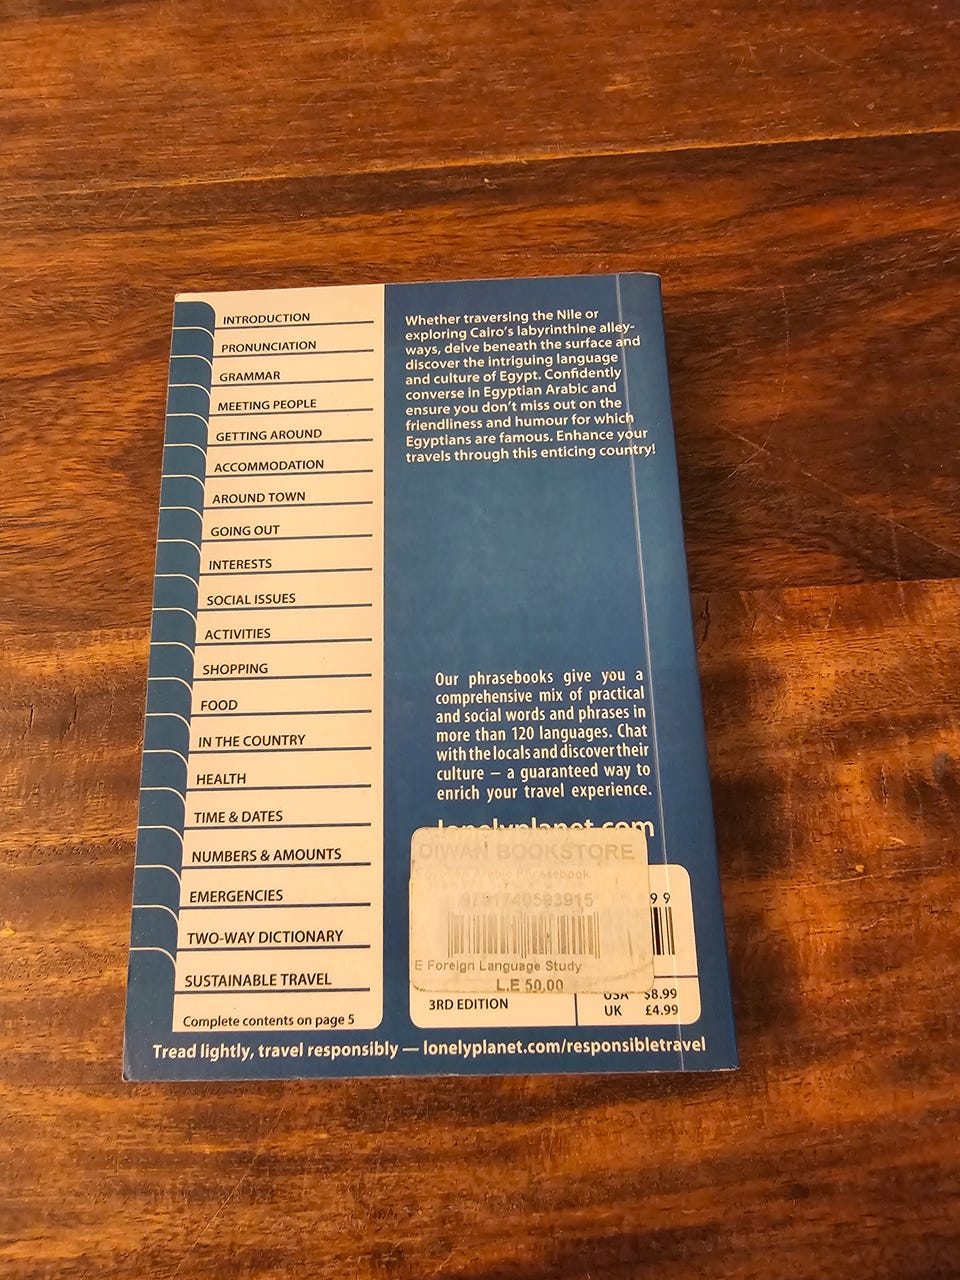 INTRODUCTION
PRONUNCIATION
GRAMMAR
MEETING PEOPLE
GETTING AROUND
ACCOMMODATION
AROUND TOWN
GOING OUT
INTERESTS
SOCIAL ISSUES
ACTIVITIES
SHOPPING
FOOD
IN THE COUNTRY
HEALTH
TIME & DATES
NUMBERS & AMOUNTS
EMERGENCIES
TWO-WAY DICTIONARY
SUSTAINABLE TRAVEL
Complete contents on page 5
Whether traversing the Nile or
exploring Cairo's labyrinthine alley-
ways, delve beneath the surface and
discover the intriguing language
and culture of Egypt. Confidently
converse in Egyptian Arabic and
ensure you don't miss out on the
friendliness and humour for which
Egyptians are famous. Enhance your
travels through this enticing country!
Our phrasebooks give you a
comprehensive mix of practical
and social words and phrases in
more than 120 languages. Chat
with the locals and discover their
culture — a guaranteed way to
enrich your travel experience.
lonelyplanet.com
DIWAN BOOKSTORE
Egyptian Arabic Phrasebook
9781740593915
9 9
E Foreign Language Study
L.E 50.00
3RD EDITION
USA $8.99
UK £4.99
Tread lightly, travel responsibly — lonelyplanet.com/responsibletravel